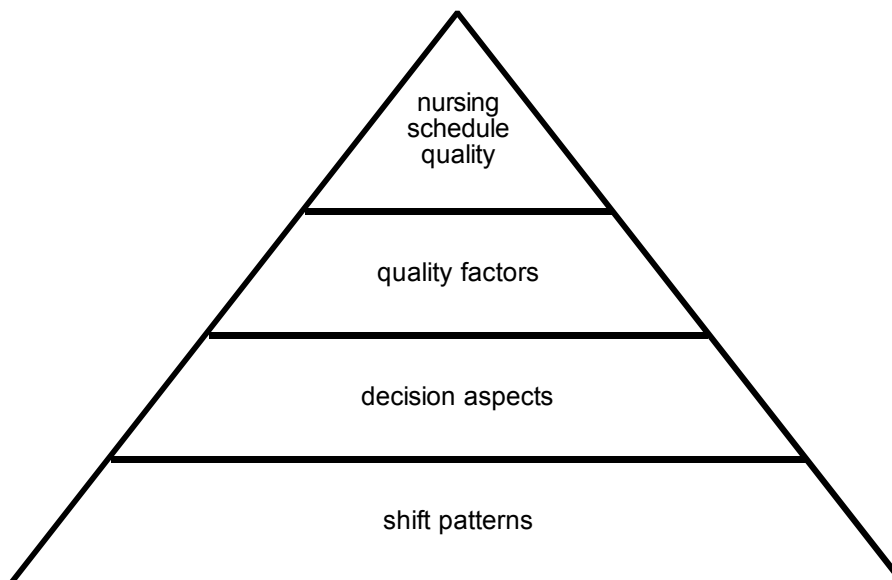 nursing
schedule
quality
quality factors
decision aspects
shift patterns